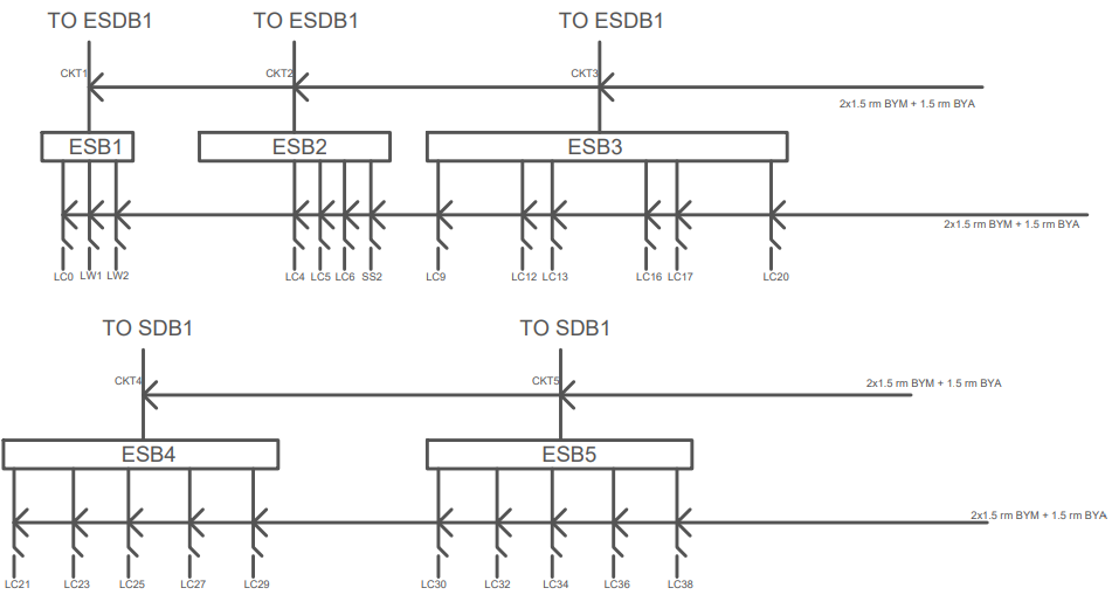 TO ESDB1 TO ESDB1 TO ESDB1
CKT1 CKT2 CKT3
2x1.5 rm BYM + 1.5 rm BYA
ESB1 ESB2 ESB3
2x1.5 rm BYM + 1.5 rm BYA
LC0 LW1 LW2 LC4 LC5 LC6 SS2 LC9 LC12 LC13 LC16 LC17 LC20
TO SDB1 TO SDB1
CKT4 CKT5
2x1.5 rm BYM + 1.5 rm BYA
ESB4 ESB5
2x1.5 rm BYM + 1.5 rm BYA
LC21 LC23 LC25 LC27 LC29 LC30 LC32 LC34 LC36 LC38